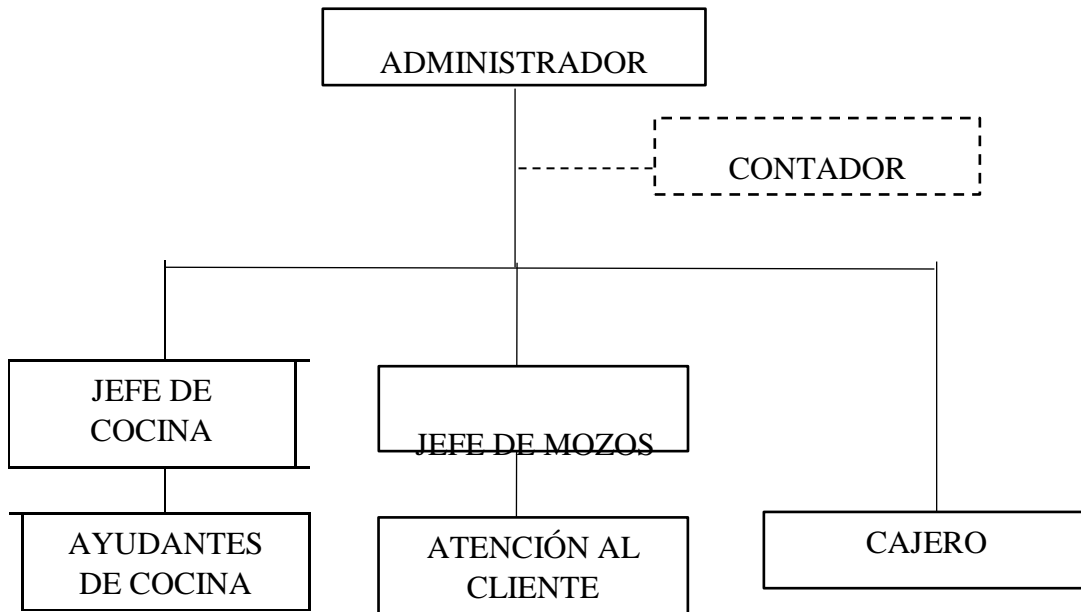 ADMINISTRADOR
CONTADOR
JEFE DE
COCINA
JEFE DE MOZOS
AYUDANTES
DE COCINA
ATENCIÓN AL
CLIENTE
CAJERO